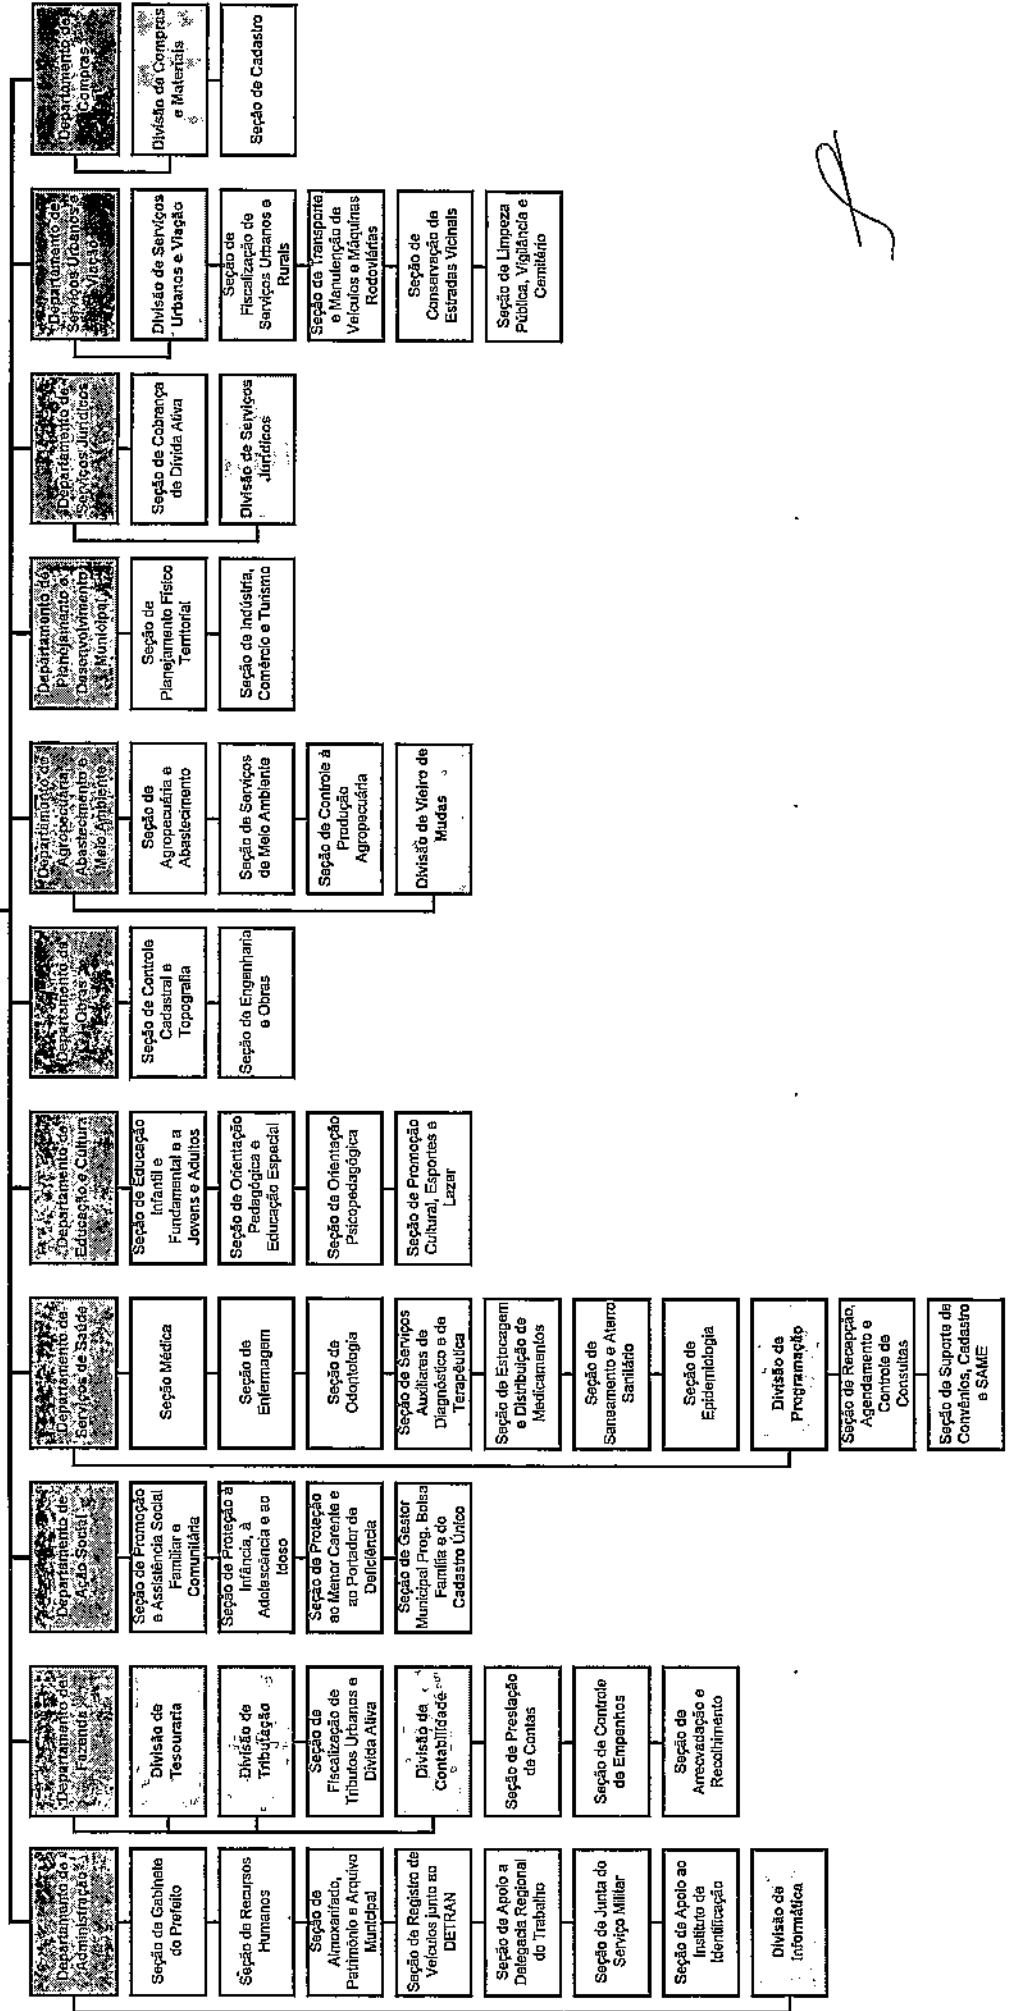 Departamento de
Administração
Seção da Gabinete
do Prefeito
Seção da Recursos
Humanos
Seção de
Almoxarifado,
Patrimônio e Arquivo
Municipal
Seção de Registro de
Veículos junto ao
DETRAN
Seção de Apoio a
Delegacia Regional
do Trabalho
Seção de Junta do
Serviço Militar
Seção de Apoio ao
Instituto de
Identificação
Divisão de
Informática
Departamento de
Fazenda
Divisão de
Tesouraria
Divisão de
Tributação
Seção de
Fiscalização de
Tributos Urbanos e
Dívida Ativa
Divisão de
Contabilidade
Seção de Prestação
de Contas
Seção de Controle
de Empenhos
Seção de
Arrecadação e
Recolhimento
Departamento de
Ação Social
Seção de Promoção
e Assistência Social
Familiar e
Comunitária
Seção de Proteção à
Infância, à
Adolescência e ao
Idoso
Seção de Proteção
ao Menor Carente e
ao Portador de
Deficiência
Seção de Gestor
Municipal Prog. Bolsa
Família e do
Cadastro Único
Departamento de
Serviços de Saúde
Seção Médica
Seção de
Enfermagem
Seção de
Odontologia
Seção de Serviços
Auxiliares de
Diagnóstico e de
Terapêutica
Seção de Estocagem
e Distribuição de
Medicamentos
Seção de
Saneamento e Aterro
Sanitário
Seção de
Epidemiologia
Divisão de
Programação
Seção de Recepção,
Agendamento e
Controle de
Consultas
Seção de Suporte de
Convênios, Cadastro
e SAME
Departamento de
Educação e Cultura
Seção de Educação
Infantil e
Fundamental e a
Jovens e Adultos
Seção de Orientação
Pedagógica e
Educação Especial
Seção de Orientação
Psicopedagógica
Seção de Promoção
Cultural, Esportes e
Lazer
Departamento de
Obras
Seção de Controle
Cadastral e
Topografia
Seção de Engenharia
e Obras
Departamento de
Agropecuária,
Abastecimento e
Meio Ambiente
Seção de
Agropecuária e
Abastecimento
Seção de Serviços
de Meio Ambiente
Seção de Controle à
Produção
Agropecuária
Divisão de Vieiro de
Mudas
Departamento de
Planejamento e
Desenvolvimento
Municipal
Seção de
Planejamento Físico
Territorial
Seção de Indústria,
Comércio e Turismo
Departamento de
Serviços Jurídicos
Seção de Cobrança
de Dívida Ativa
Divisão de Serviços
Jurídicos
Departamento de
Serviços Urbanos e
Viação
Divisão de Serviços
Urbanos e Viação
Seção de
Fiscalização de
Serviços Urbanos e
Rurais
Seção de Transporte
e Manutenção de
Veículos e Máquinas
Rodoviárias
Seção de
Conservação de
Estradas Vicinais
Seção de Limpeza
Pública, Vigilância e
Cemitério
Departamento de
Compras
Divisão de Compras
e Materiais
Seção de Cadastro